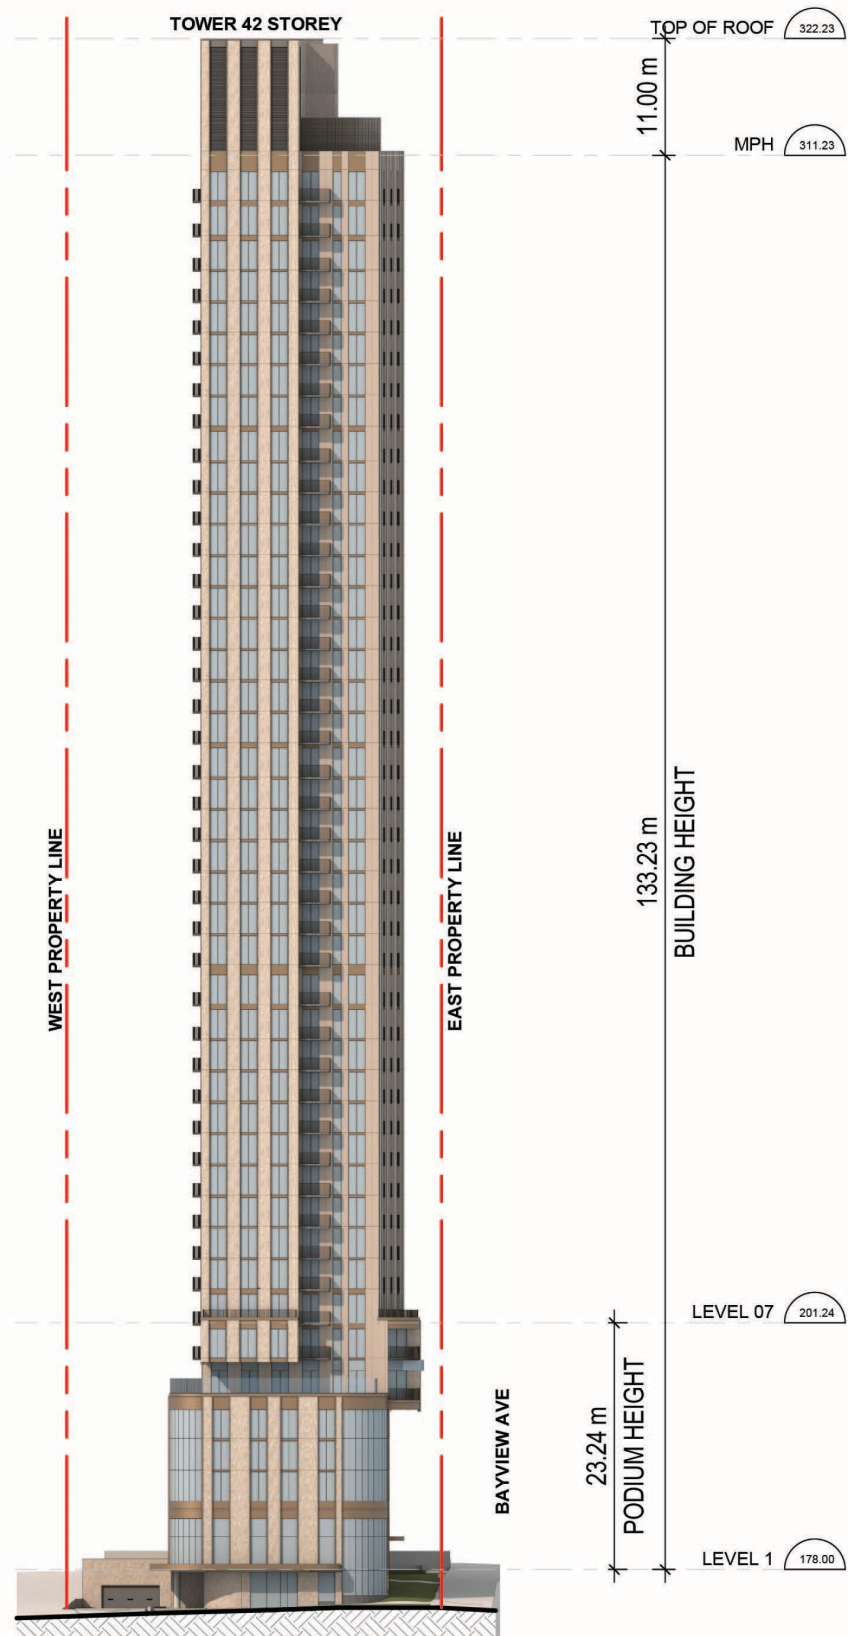 TOWER 42 STOREY
TOP OF ROOF 322.23
11.00 m
MPH 311.23
133.23 m
BUILDING HEIGHT
WEST PROPERTY LINE
EAST PROPERTY LINE
LEVEL 07 201.24
23.24 m
PODIUM HEIGHT
BAYVIEW AVE
LEVEL 1 178.00